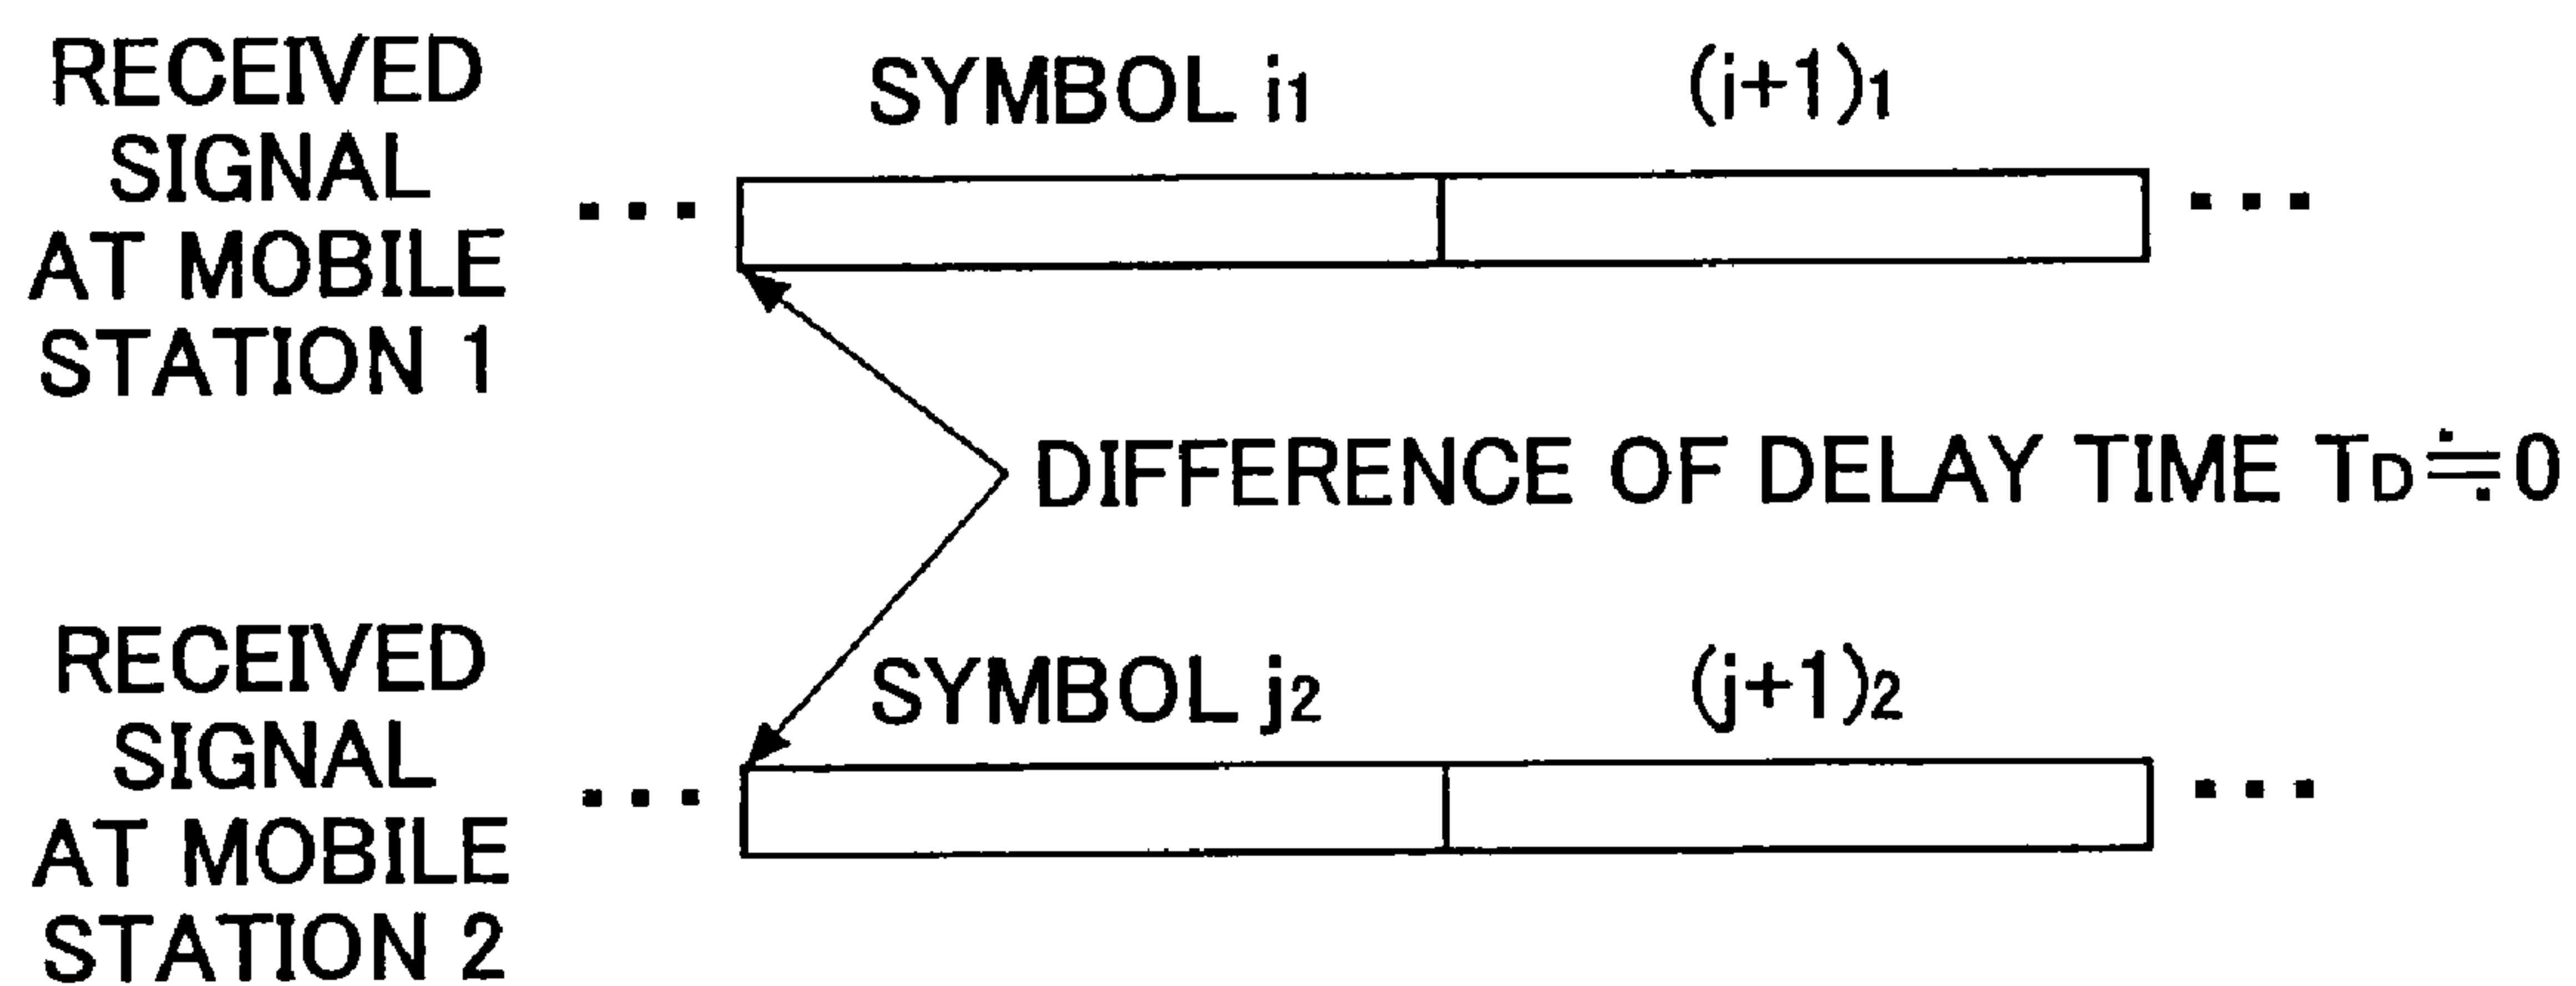 RECEIVED
SIGNAL
AT MOBILE
STATION 1
SYMBOL i1 (i+1)1
... ...
DIFFERENCE OF DELAY TIME TD≒0
RECEIVED
SIGNAL
AT MOBILE
STATION 2
SYMBOL j2 (j+1)2
... ...